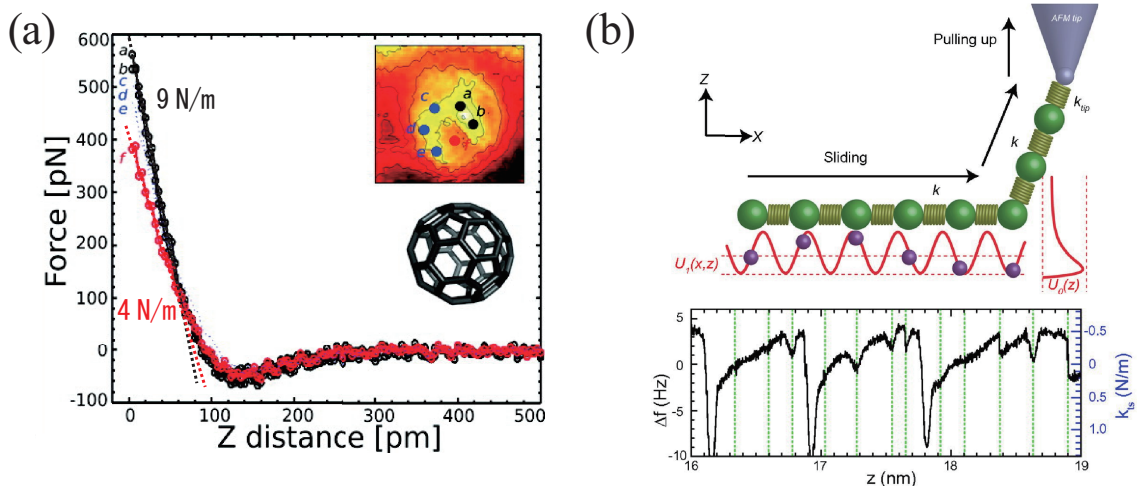 (a)
600
500
400
300
200
100
0
-100
Force [pN]
a
b
c
d
e
f
9 N/m
4 N/m
a
b
c
d
e
f
0
100
200
300
400
500
Z distance [pm]
(b)
AFM tip
Pulling up
k_tip
Z
X
k
Sliding
k
U₁(x,z)
U₀(z)
5
0
-5
-10
Δf (Hz)
-0.5
0
0.5
1.0
k_ts (N/m)
16
17
18
19
z (nm)